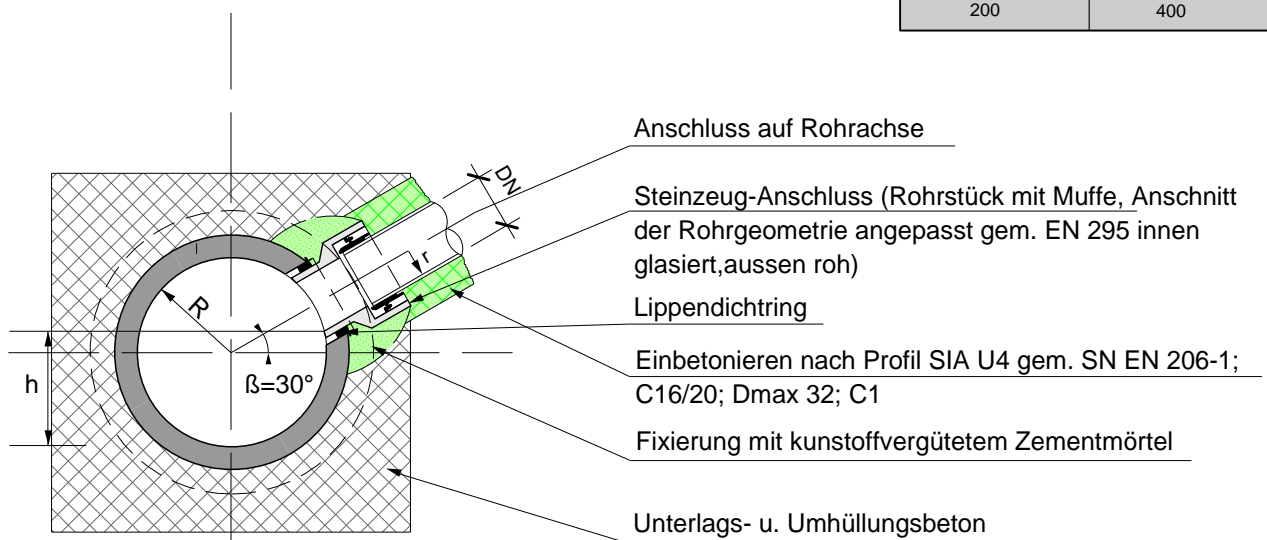 200 400
Anschluss auf Rohrachse
DN
Steinzeug-Anschluss (Rohrstück mit Muffe, Anschnitt
der Rohrgeometrie angepasst gem. EN 295 innen
glasiert,aussen roh)
r
Lippendichtring
R
h
ß=30°
Einbetonieren nach Profil SIA U4 gem. SN EN 206-1;
C16/20; Dmax 32; C1
Fixierung mit kunstoffvergütetem Zementmörtel
Unterlags- u. Umhüllungsbeton